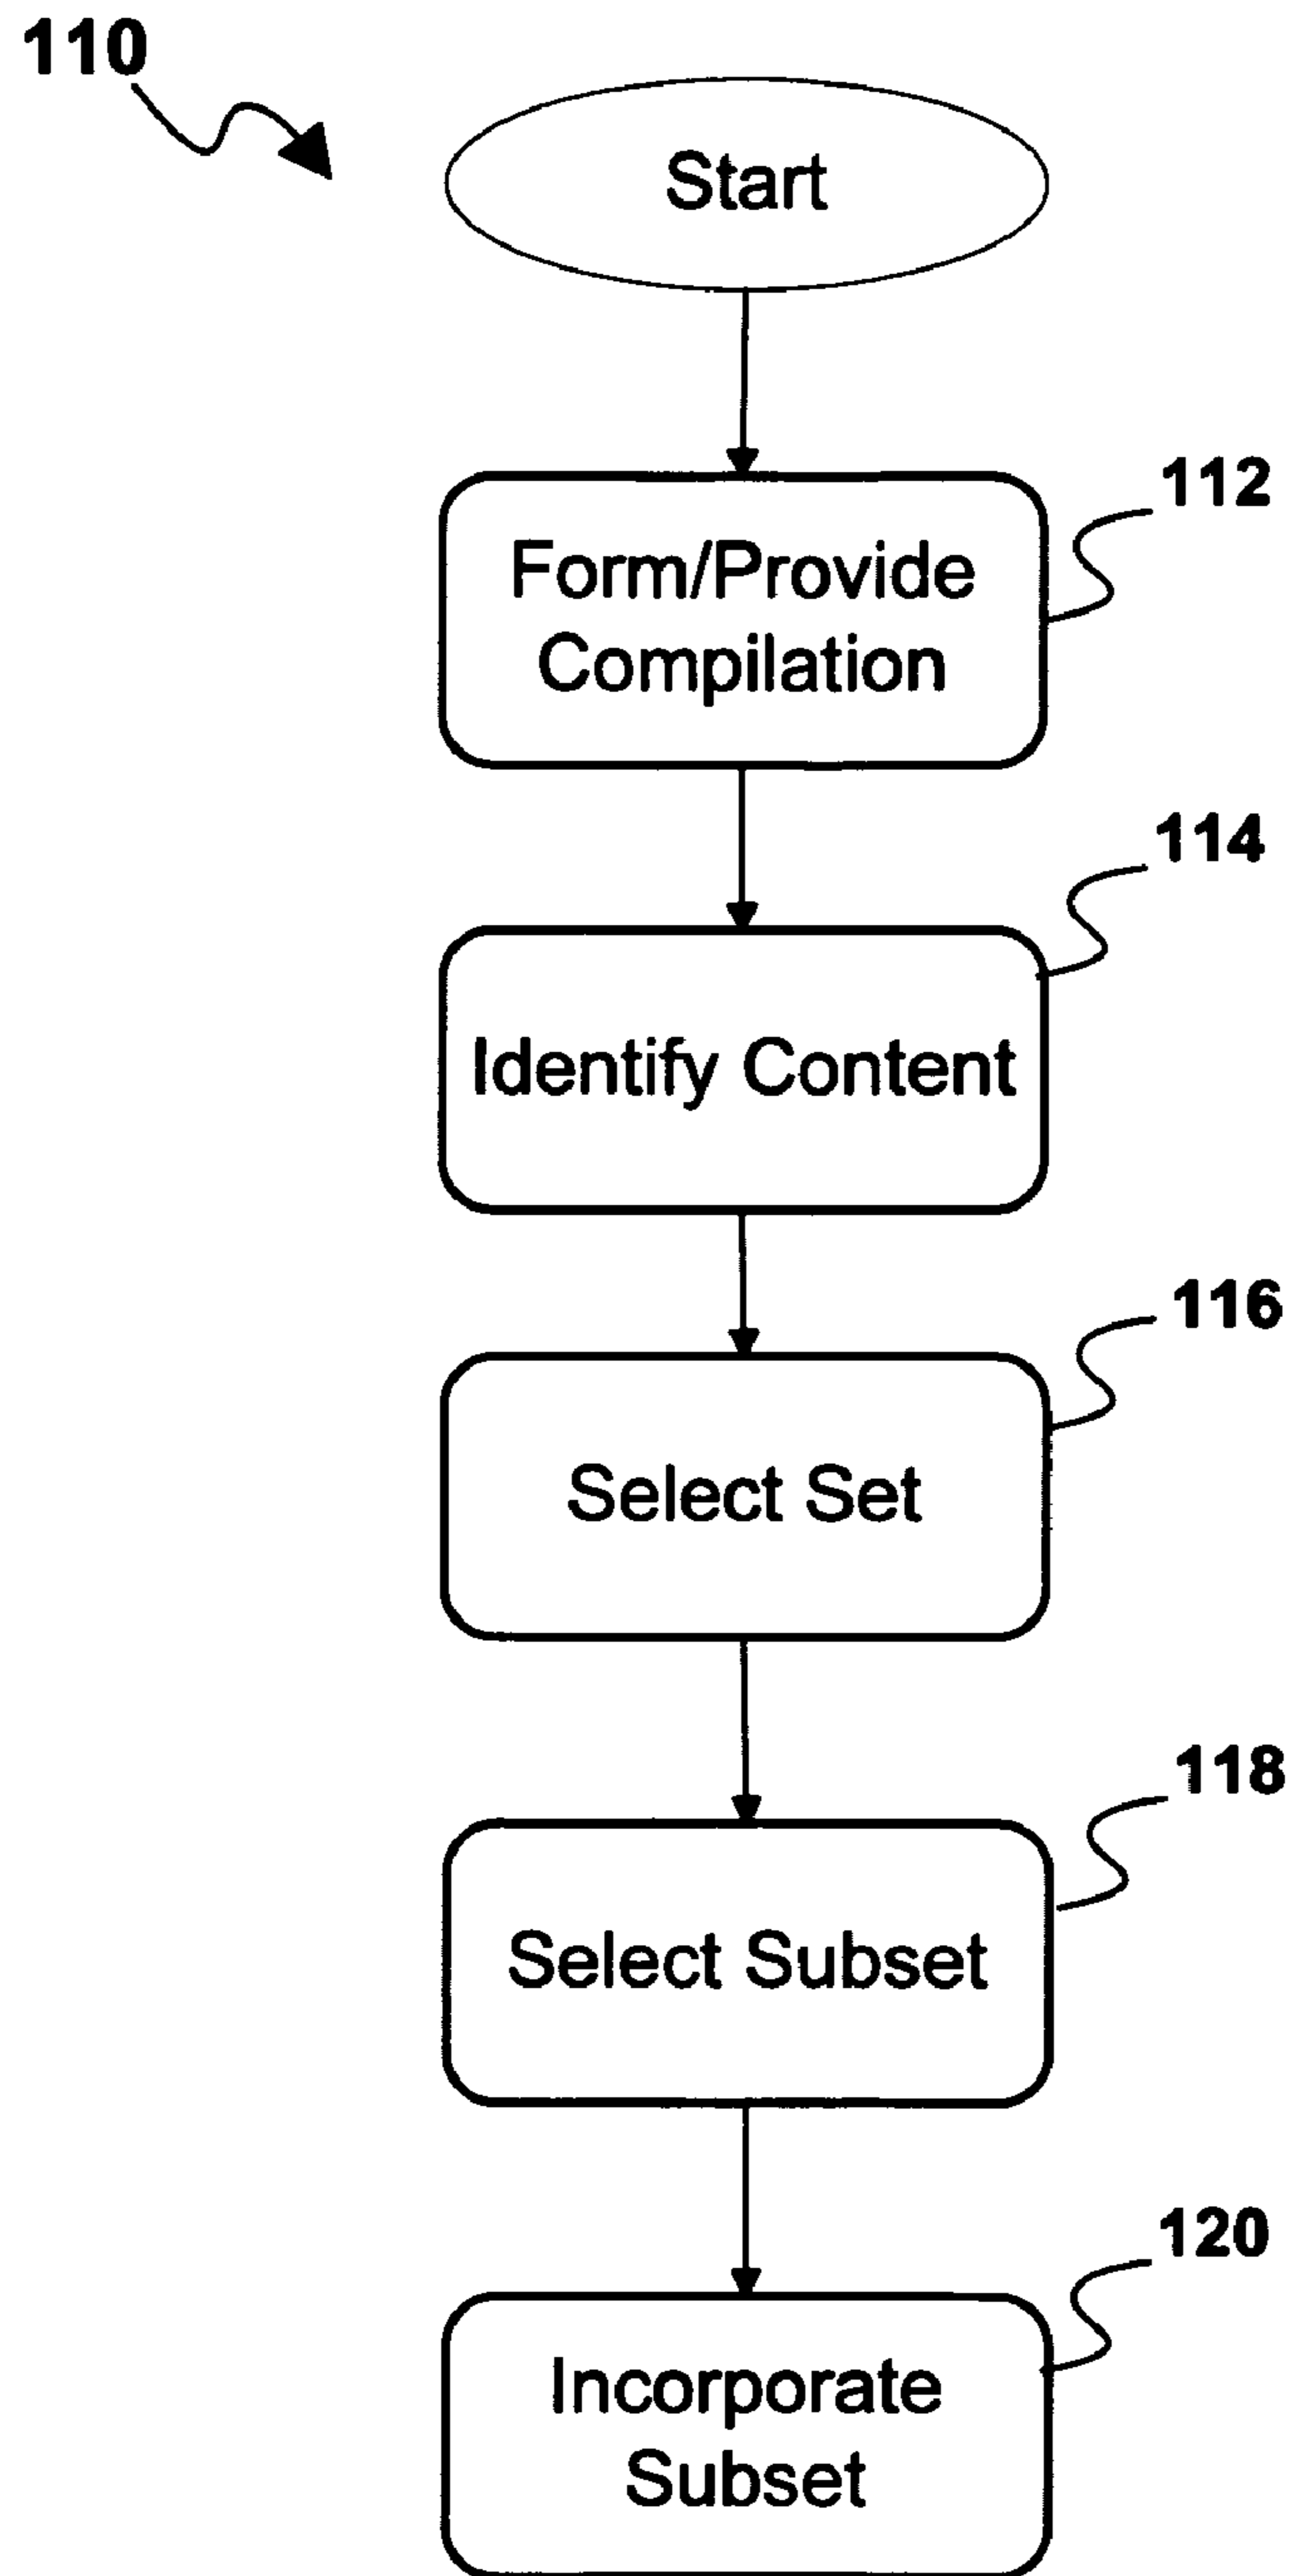 110
Start
112
Form/Provide
Compilation
114
Identify Content
116
Select Set
118
Select Subset
120
Incorporate
Subset